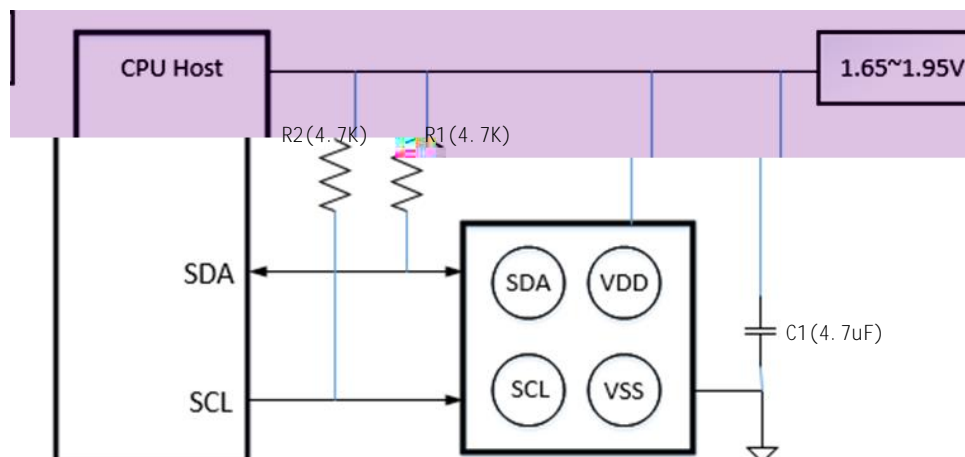 CPU Host
1.65~1.95V
R2(4.7K)
R1(4.7K)
SDA
SDA
VDD
C1(4.7uF)
SCL
SCL
VSS